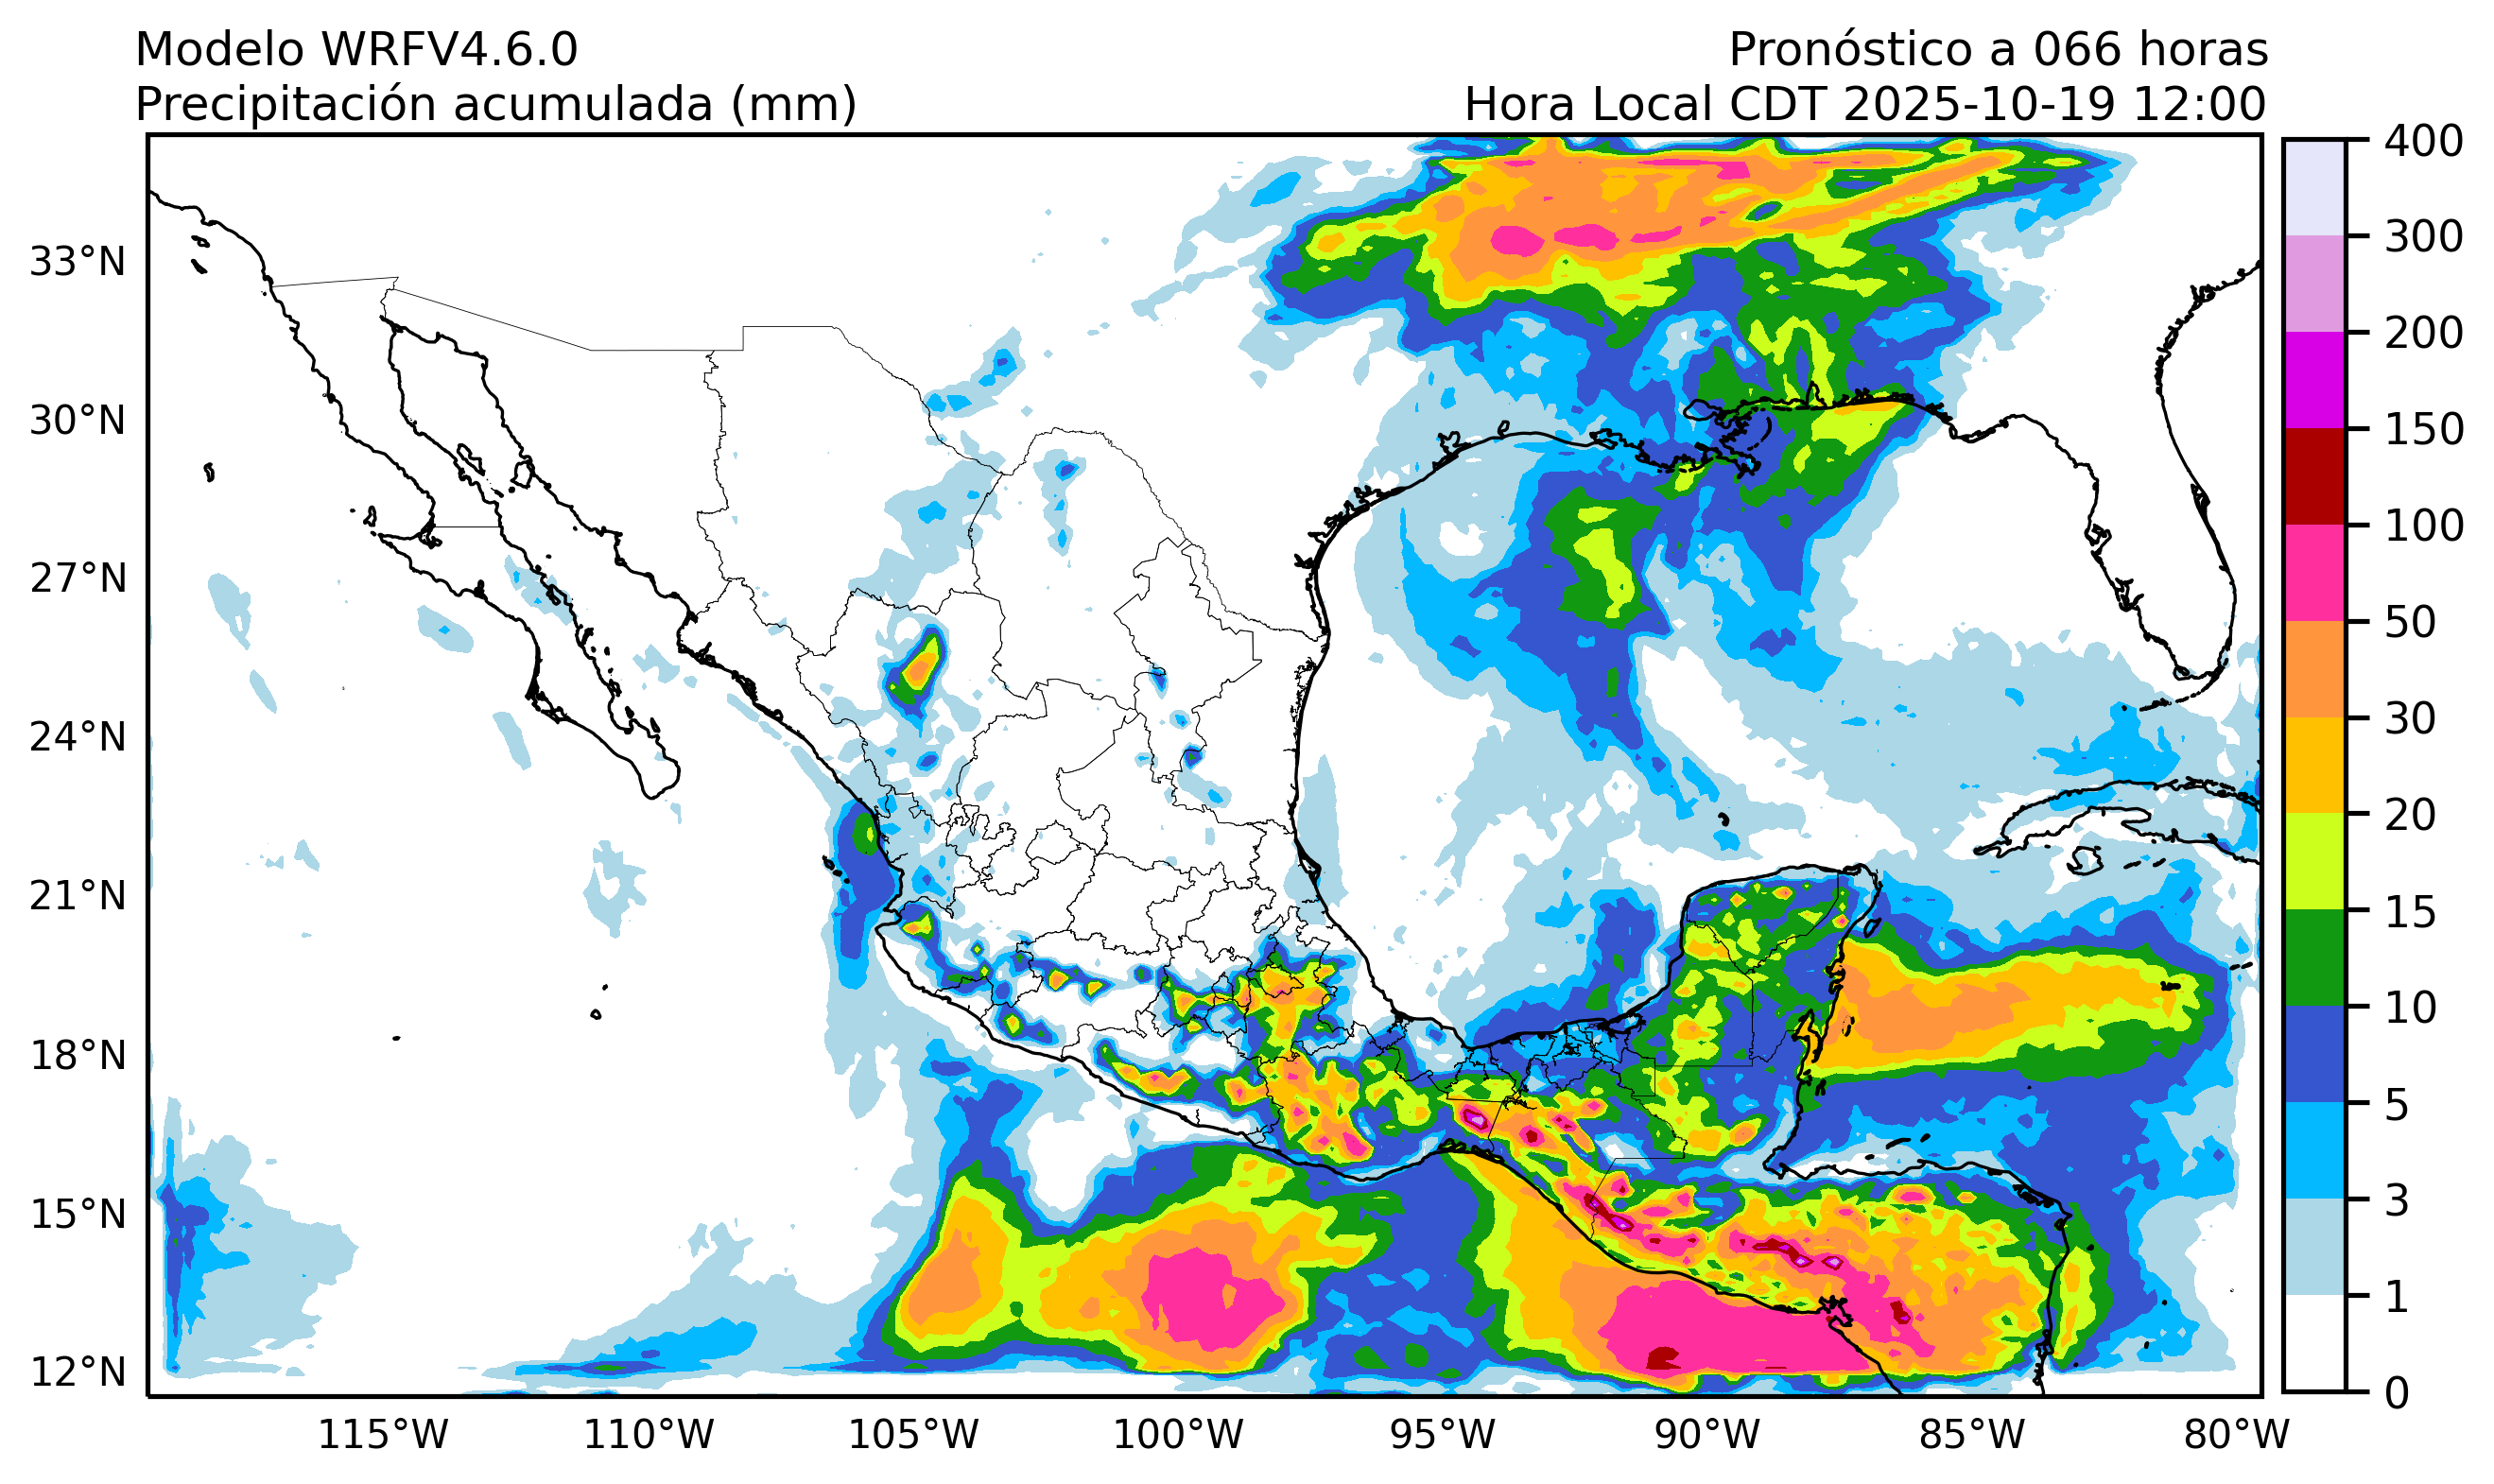 Modelo WRFV4.6.0
Pronóstico a 066 horas
Precipitación acumulada (mm)
Hora Local CDT 2025-10-19 12:00
33°N
30°N
27°N
24°N
21°N
18°N
15°N
12°N
115°W
110°W
105°W
100°W
95°W
90°W
85°W
80°W
400
300
200
150
100
50
30
20
15
10
5
3
1
0